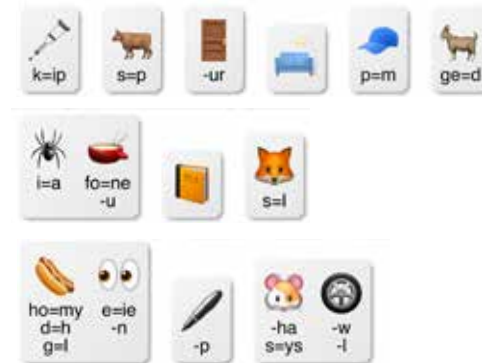 k=ip s=p -ur p=m ge=d
i=a fo=ne
-u s=l
ho=my e=ie
d=h -n -p -ha -w
g=l s=ys -l